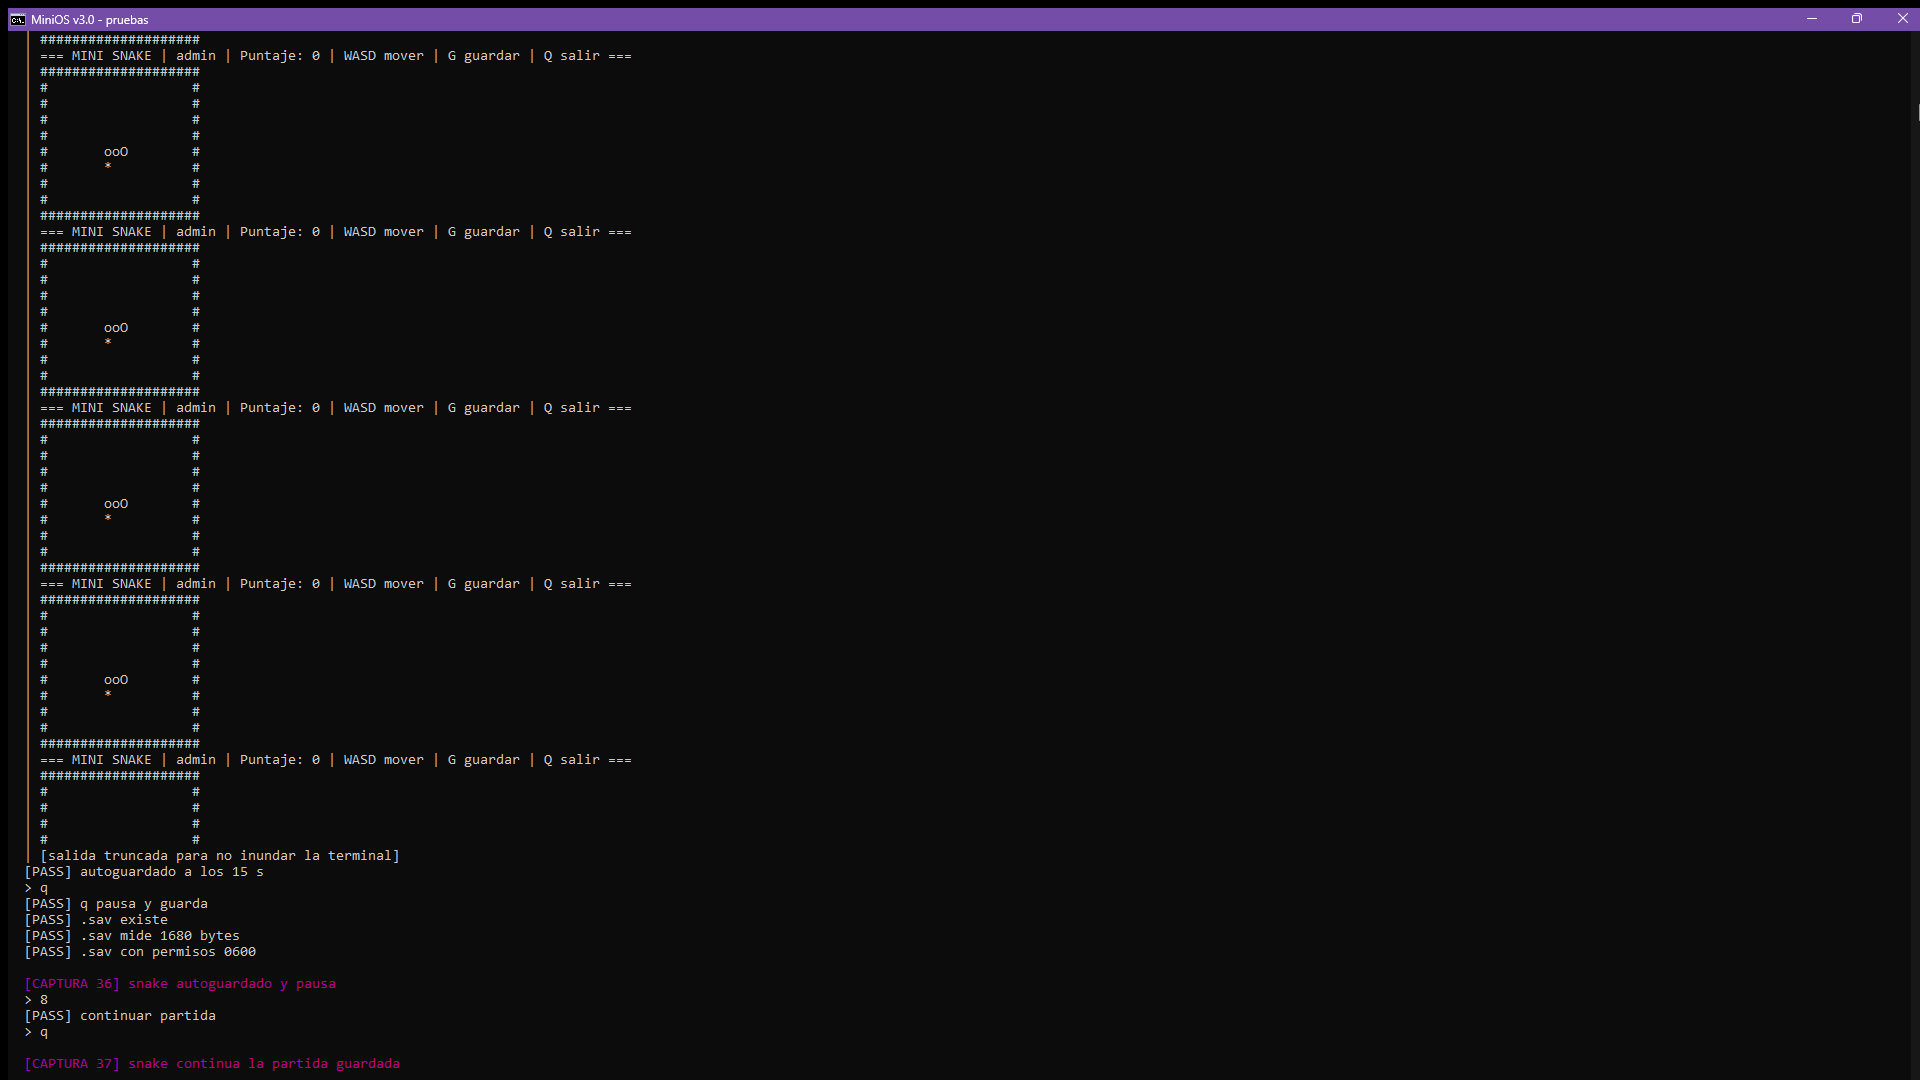 MiniOS v3.0 - pruebas
####################
=== MINI SNAKE | admin | Puntaje: 0 | WASD mover | G guardar | Q salir ===
####################
#                  #
#                  #
#                  #
#                  #
#       ooO        #
#       *          #
#                  #
#                  #
####################
=== MINI SNAKE | admin | Puntaje: 0 | WASD mover | G guardar | Q salir ===
####################
#                  #
#                  #
#                  #
#                  #
#       ooO        #
#       *          #
#                  #
#                  #
####################
=== MINI SNAKE | admin | Puntaje: 0 | WASD mover | G guardar | Q salir ===
####################
#                  #
#                  #
#                  #
#                  #
#       ooO        #
#       *          #
#                  #
#                  #
####################
=== MINI SNAKE | admin | Puntaje: 0 | WASD mover | G guardar | Q salir ===
####################
#                  #
#                  #
#                  #
#                  #
#       ooO        #
#       *          #
#                  #
#                  #
####################
=== MINI SNAKE | admin | Puntaje: 0 | WASD mover | G guardar | Q salir ===
####################
#                  #
#                  #
#                  #
#                  #
[salida truncada para no inundar la terminal]
[PASS] autoguardado a los 15 s
> q
[PASS] q pausa y guarda
[PASS] .sav existe
[PASS] .sav mide 1680 bytes
[PASS] .sav con permisos 0600
[CAPTURA 36] snake autoguardado y pausa
> 8
[PASS] continuar partida
> q
[CAPTURA 37] snake continua la partida guardada